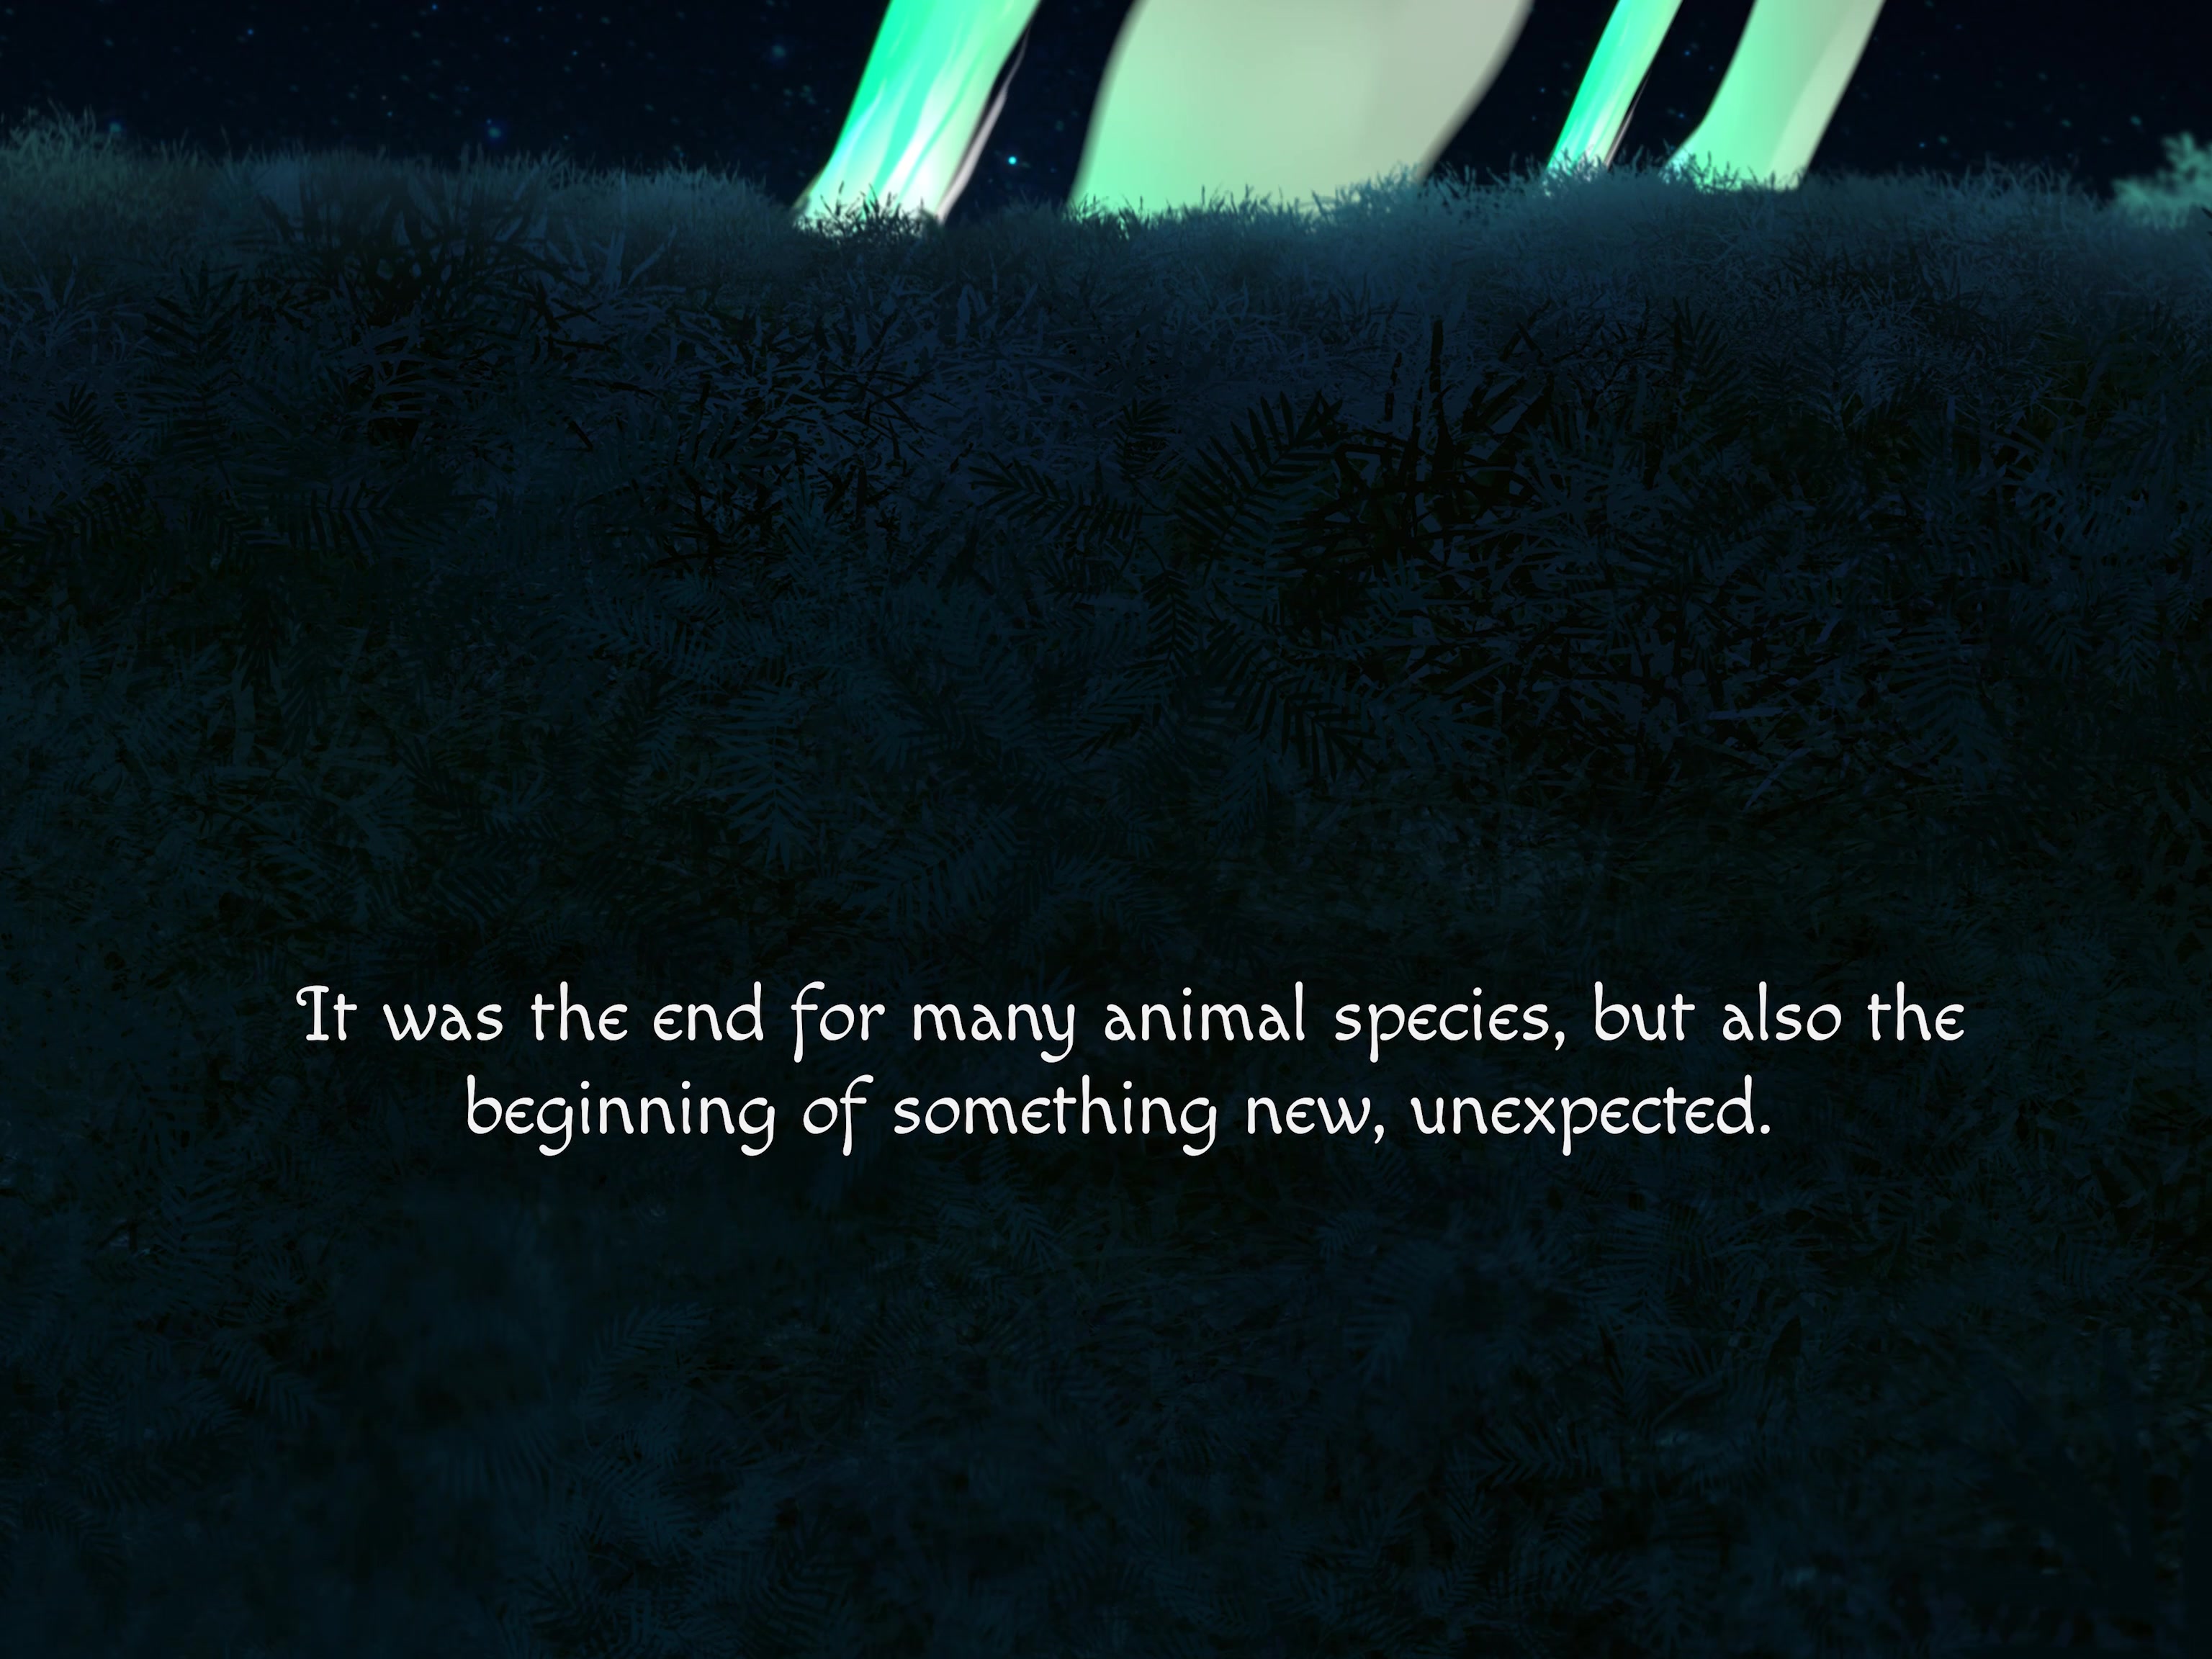 It was the end for many animal species, but also the
beginning of something new, unexpected.